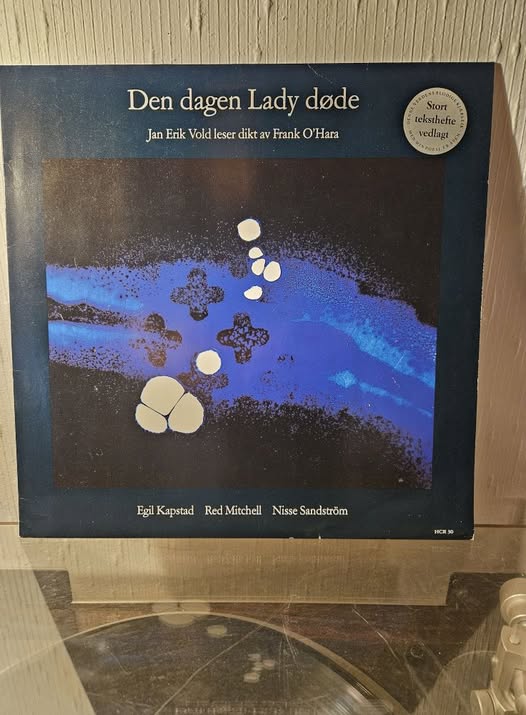 Den dagen Lady døde
Jan Erik Vold leser dikt av Frank O'Hara
Stort
teksthefte
vedlagt
Egil Kapstad Red Mitchell Nisse Sandström
HCR 30